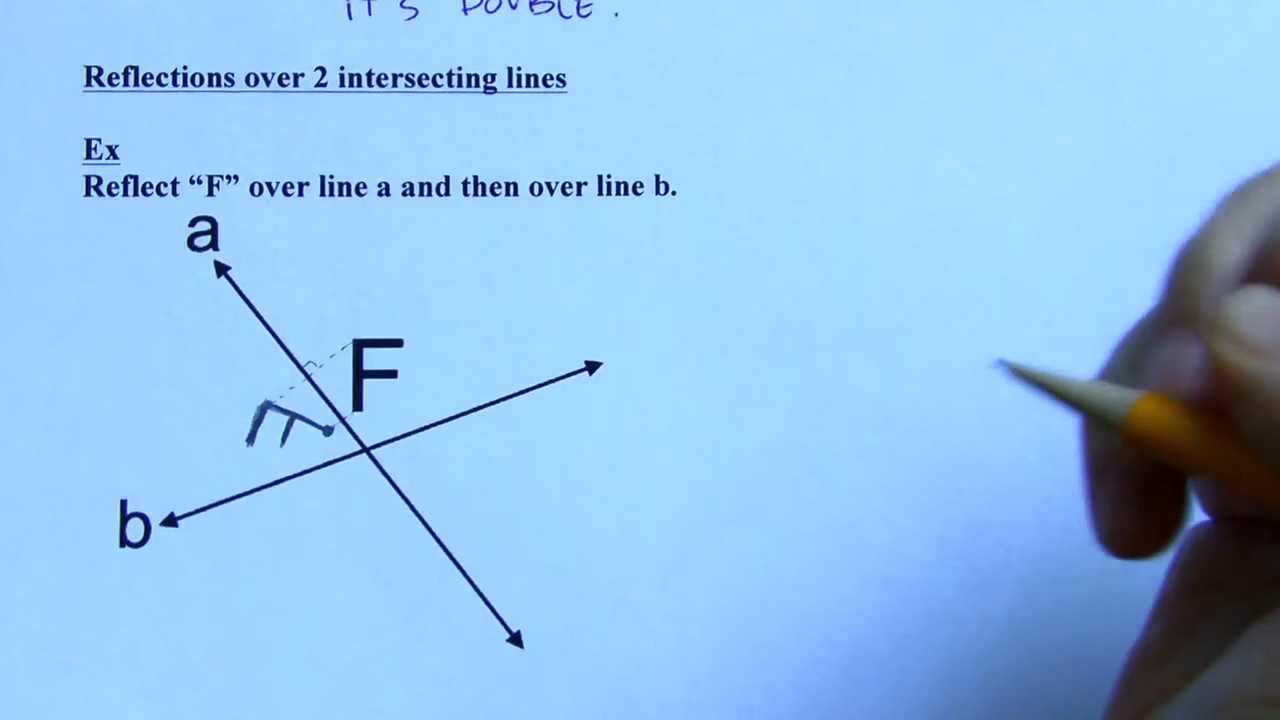 IT'S DOUBLE.
Reflections over 2 intersecting lines
Ex
Reflect “F” over line a and then over line b.
a
F
F
b